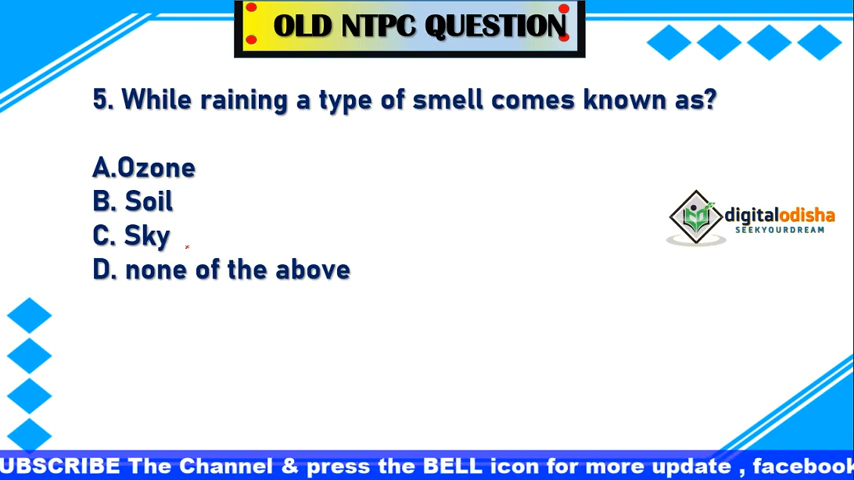 OLD NTPC QUESTION
5. While raining a type of smell comes known as?
A.Ozone
B. Soil
C. Sky
D. none of the above
digitalodisha
SEEKYOURDREAM
UBSCRIBE The Channel & press the BELL icon for more update , facebook